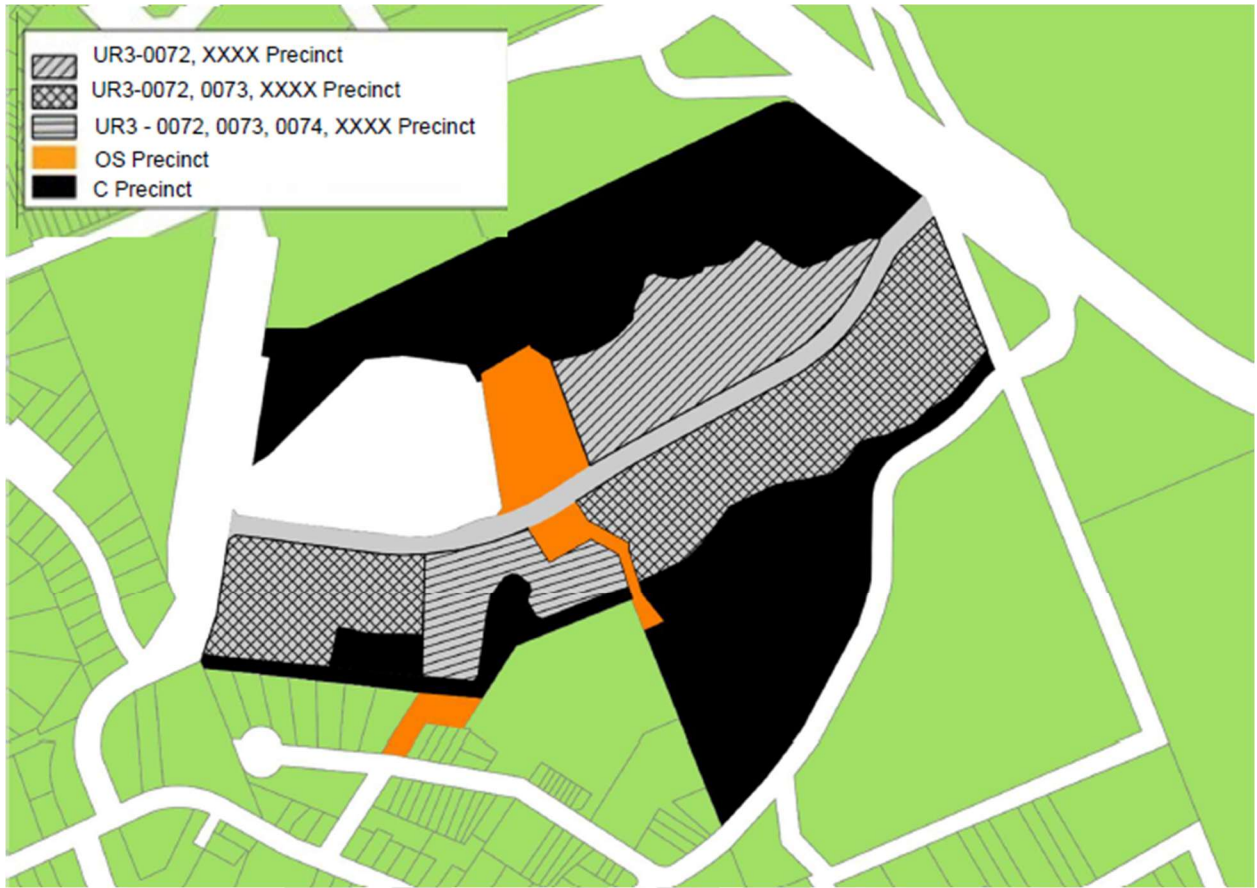 UR3-0072, XXXX Precinct
UR3-0072, 0073, XXXX Precinct
UR3 - 0072, 0073, 0074, XXXX Precinct
OS Precinct
C Precinct